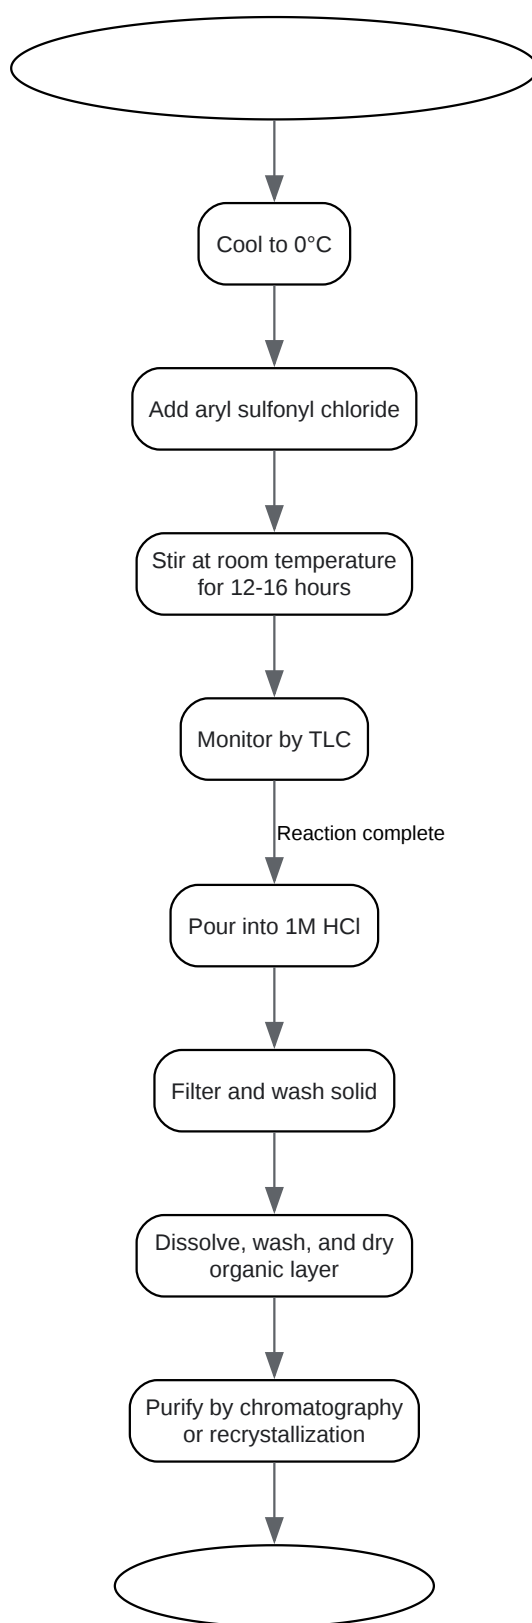 Cool to 0°C
Add aryl sulfonyl chloride
Stir at room temperature
for 12-16 hours
Monitor by TLC
Reaction complete
Pour into 1M HCl
Filter and wash solid
Dissolve, wash, and dry
organic layer
Purify by chromatography
or recrystallization